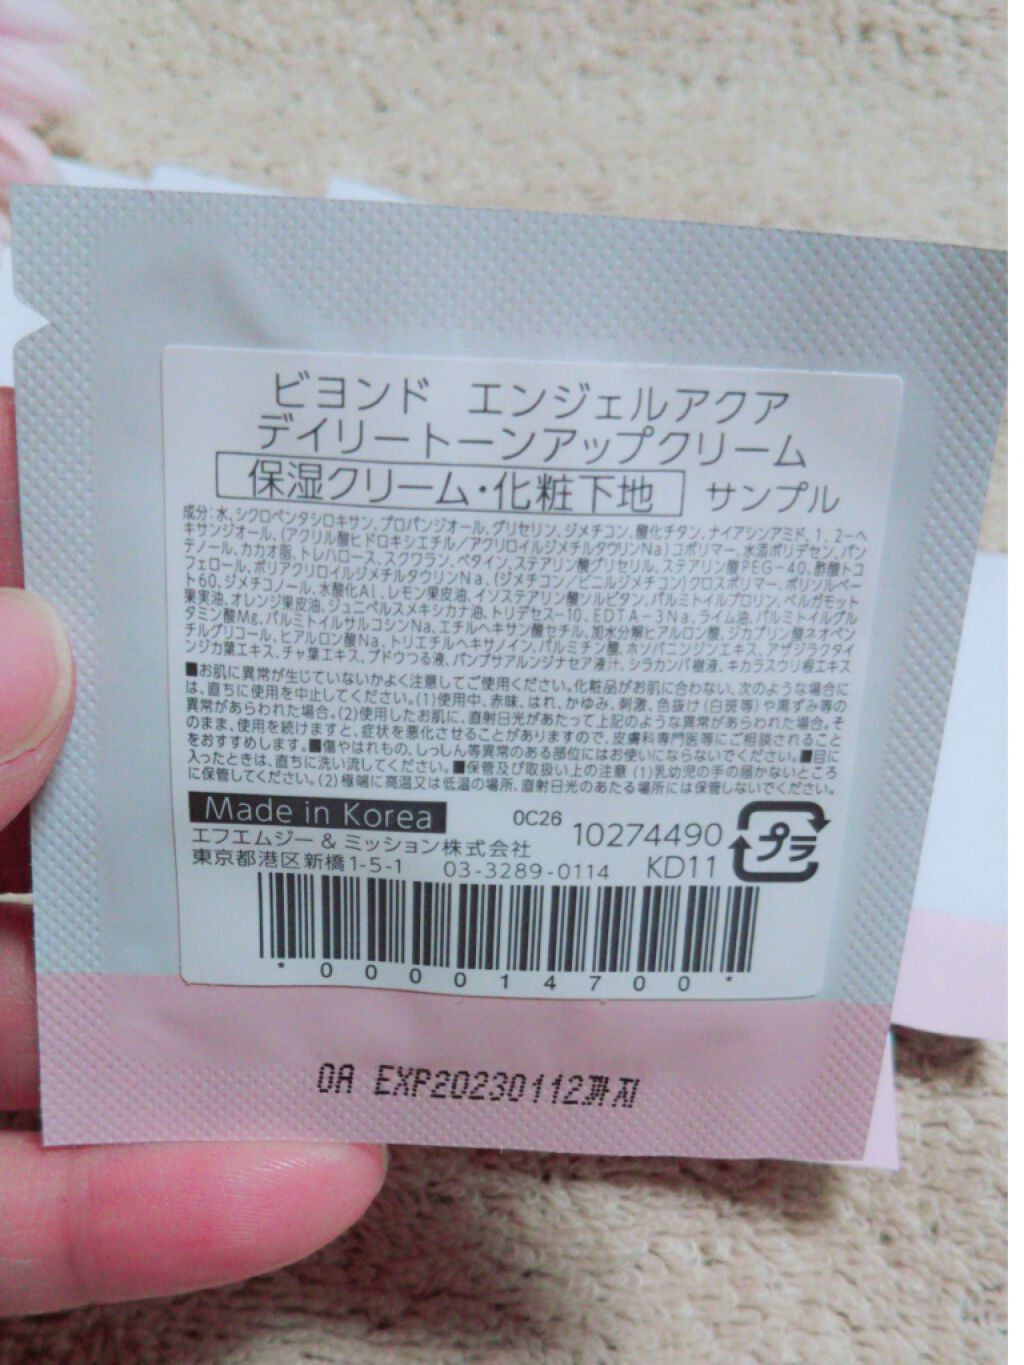 ビヨンド　エンジェルアクア
デイリートーンアップクリーム
保湿クリーム・化粧下地　サンプル
成分:水、シクロペンタシロキサン、プロパンジオール、グリセリン、ジメチコン、酸化チタン、ナイアシンアミド、1，2－ヘ
キサンジオール、(アクリル酸ヒドロキシエチル／アクリロイルジメチルタウリンNa)コポリマー、水添ポリデセン、パン
テノール、カカオ脂、トレハロース、スクワラン、ベタイン、ステアリン酸グリセリル、ステアリン酸PEG－40、酢酸トコ
フェロール、ポリアクリロイルジメチルタウリンNa、(ジメチコン／ビニルジメチコン)クロスポリマー、ポリソルベー
ト60、ジメチコノール、水酸化Al、レモン果皮油、イソステアリン酸ソルビタン、パルミトイルプロリン、ベルガモット
果実油、オレンジ果皮油、ジュニペルスメキシカナ油、トリデセス－10、EDTA－3Na、ライム油、パルミトイルグル
タミン酸Mg、パルミトイルサルコシンNa、エチルヘキサン酸セチル、加水分解ヒアルロン酸、ジカプリン酸ネオペン
チルグリコール、ヒアルロン酸Na、トリエチルヘキサノイン、パルミチン酸、ホソバニンジンエキス、アザジラクタイ
ンジカ葉エキス、チャ葉エキス、ブドウつる液、バンブサアルンジナセア液汁、シラカンバ樹液、キカラスウリ根エキス
■お肌に異常が生じていないかよく注意してご使用ください。化粧品がお肌に合わない、次のような場合に
は、直ちに使用を中止してください。(1)使用中、赤味、はれ、かゆみ、刺激、色抜け(白斑等)や黒ずみ等の
異常があらわれた場合。(2)使用したお肌に、直射日光があたって上記のような異常があらわれた場合。そ
のまま、使用を続けますと、症状を悪化させることがありますので、皮膚科専門医等にご相談されること
をおすすめします。■傷やはれもの、しっしん等異常のある部位にはお使いにならないでください。■目に
入ったときは、直ちに洗い流してください。■保管及び取扱い上の注意 (1)乳幼児の手の届かないところ
に保管してください。(2)極端に高温又は低温の場所、直射日光のあたる場所には保管しないでください。
Made in Korea　0C26　10274490　プラ
エフエムジー＆ミッション株式会社
東京都港区新橋1-5-1　03-3289-0114　KD11
*00014700*
0A EXP20230112까지